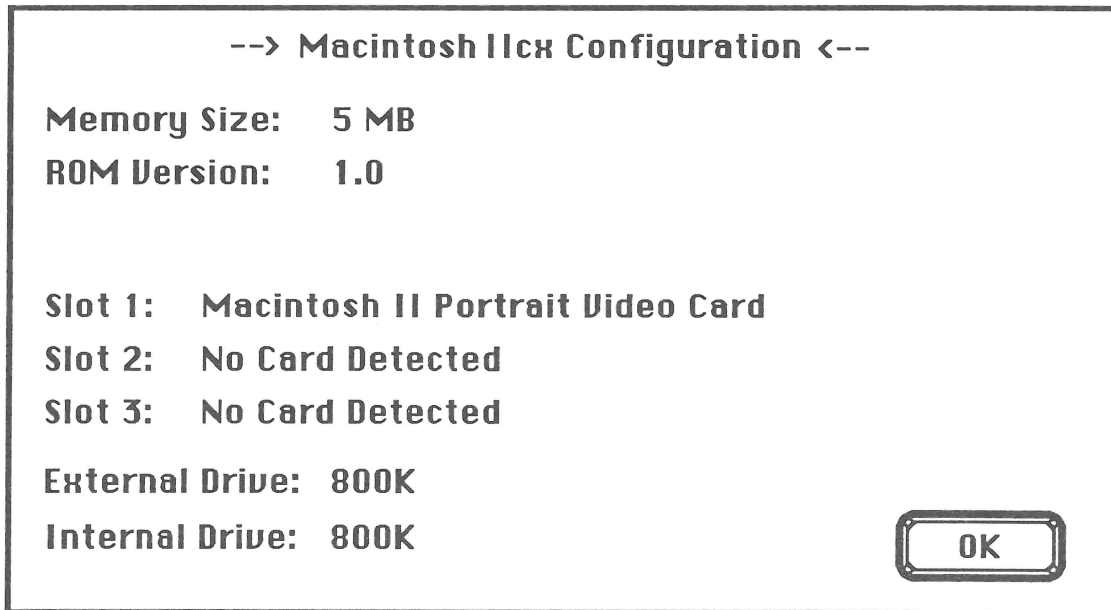 --> Macintosh IIcx Configuration <--
Memory Size: 5 MB
ROM Version: 1.0
Slot 1: Macintosh II Portrait Video Card
Slot 2: No Card Detected
Slot 3: No Card Detected
External Drive: 800K
Internal Drive: 800K
OK